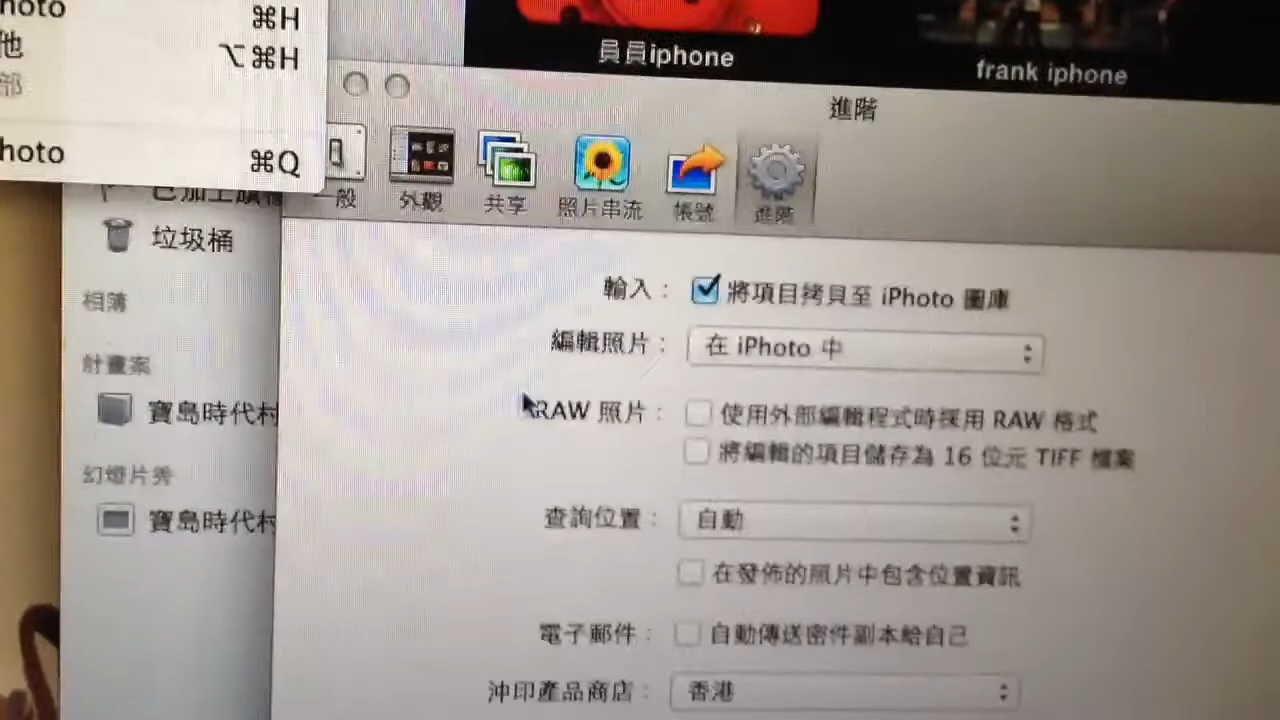 hoto ⌘H
他 ⌥⌘H
部
hoto ⌘Q
員員iphone
frank iphone
進階
一般 外觀 共享 照片串流 帳號 進階
垃圾桶
相簿
計畫案
寶島時代村
幻燈片秀
寶島時代村
輸入： 將項目拷貝至 iPhoto 圖庫
編輯照片： 在 iPhoto 中
RAW 照片： 使用外部編輯程式時採用 RAW 格式
將編輯的項目儲存為 16 位元 TIFF 檔案
查詢位置： 自動
在發佈的照片中包含位置資訊
電子郵件： 自動傳送密件副本給自己
沖印產品商店： 香港